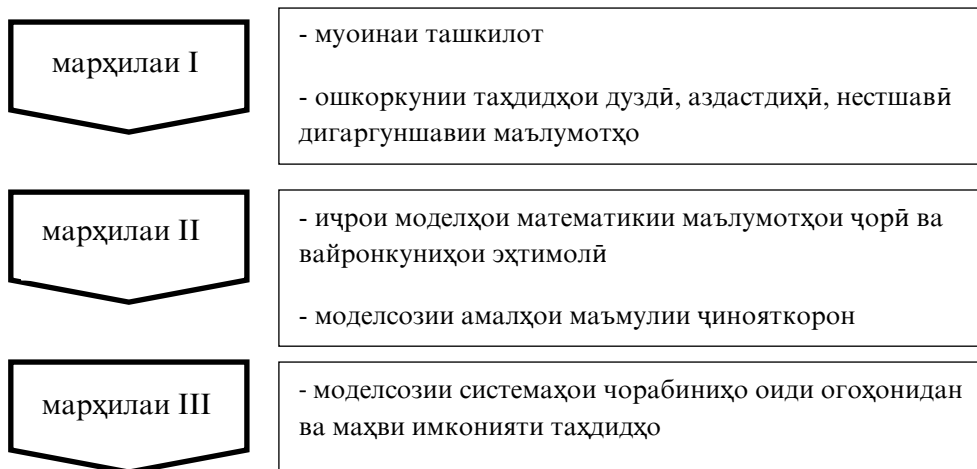 марҳилаи I
- муоинаи ташкилот
- ошкоркунии таҳдидҳои дуздӣ, аздастдиҳӣ, нестшавӣ
дигаргуншавии маълумотҳо
марҳилаи II
- иҷрои моделҳои математикии маълумотҳои ҷорӣ ва
вайронкуниҳои эҳтимолӣ
- моделсозии амалҳои маъмулии ҷинояткорон
марҳилаи III
- моделсозии системаҳои чорабиниҳо оиди огоҳонидан
ва маҳви имконияти таҳдидҳо